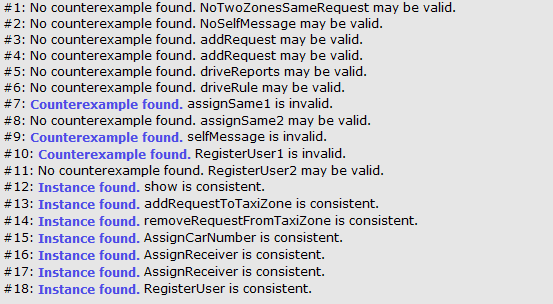 #1: No counterexample found. NoTwoZonesSameRequest may be valid.
#2: No counterexample found. NoSelfMessage may be valid.
#3: No counterexample found. addRequest may be valid.
#4: No counterexample found. addRequest may be valid.
#5: No counterexample found. driveReports may be valid.
#6: No counterexample found. driveRule may be valid.
#7: Counterexample found. assignSame1 is invalid.
#8: No counterexample found. assignSame2 may be valid.
#9: Counterexample found. selfMessage is invalid.
#10: Counterexample found. RegisterUser1 is invalid.
#11: No counterexample found. RegisterUser2 may be valid.
#12: Instance found. show is consistent.
#13: Instance found. addRequestToTaxiZone is consistent.
#14: Instance found. removeRequestFromTaxiZone is consistent.
#15: Instance found. AssignCarNumber is consistent.
#16: Instance found. AssignReceiver is consistent.
#17: Instance found. AssignReceiver is consistent.
#18: Instance found. RegisterUser is consistent.